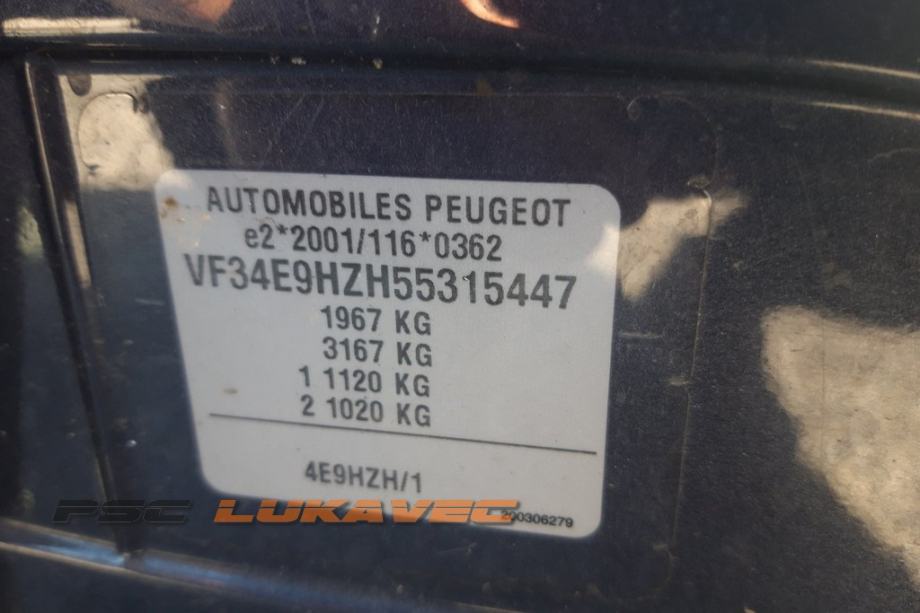 AUTOMOBILES PEUGEOT
e2*2001/116*0362
VF34E9HZH55315447
1967 KG
3167 KG
1 1120 KG
2 1020 KG
4E9HZH/1
200306279
PSC LUKAVEC